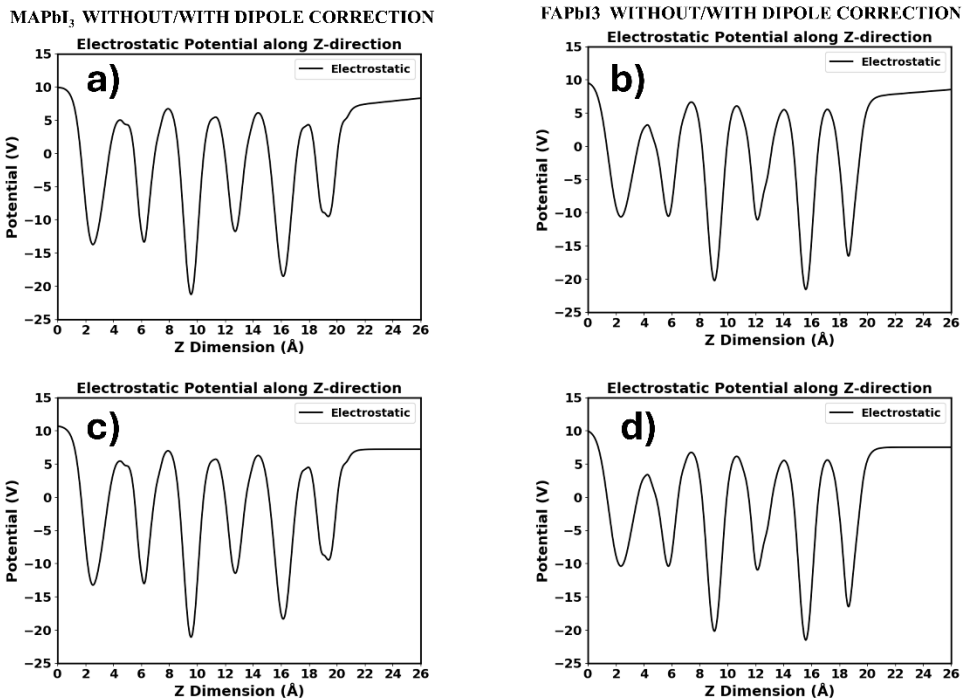 MAPbI₃ WITHOUT/WITH DIPOLE CORRECTION
FAPbI3 WITHOUT/WITH DIPOLE CORRECTION
Electrostatic Potential along Z-direction
a)
Electrostatic
Potential (V)
15
10
5
0
−5
−10
−15
−20
−25
0 2 4 6 8 10 12 14 16 18 20 22 24 26
Z Dimension (Å)
Electrostatic Potential along Z-direction
b)
Electrostatic
Potential (V)
15
10
5
0
−5
−10
−15
−20
−25
0 2 4 6 8 10 12 14 16 18 20 22 24 26
Z Dimension (Å)
Electrostatic Potential along Z-direction
c)
Electrostatic
Potential (V)
15
10
5
0
−5
−10
−15
−20
−25
0 2 4 6 8 10 12 14 16 18 20 22 24 26
Z Dimension (Å)
Electrostatic Potential along Z-direction
d)
Electrostatic
Potential (V)
15
10
5
0
−5
−10
−15
−20
−25
0 2 4 6 8 10 12 14 16 18 20 22 24 26
Z Dimension (Å)